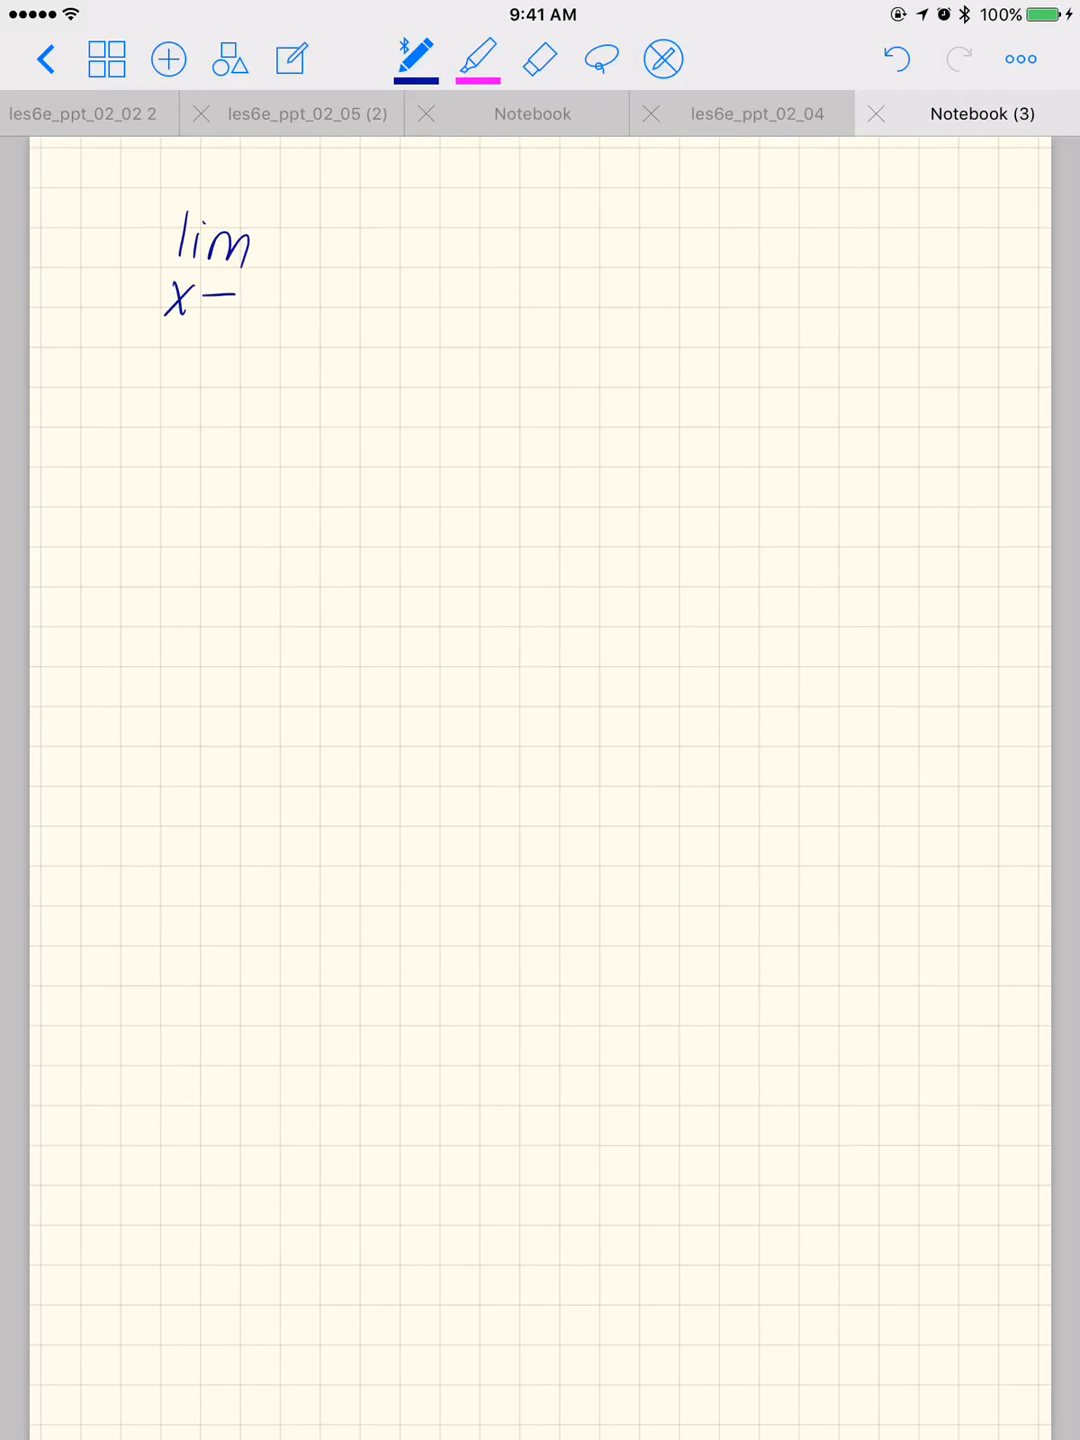 9:41 AM 100%
les6e_ppt_02_02 2 les6e_ppt_02_05 (2) Notebook les6e_ppt_02_04 Notebook (3)
lim
x —